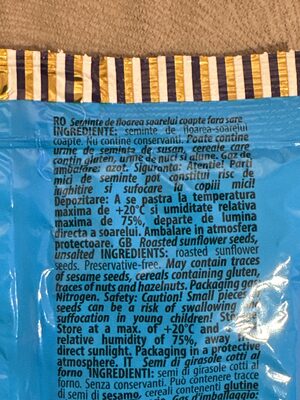 RO Seminte de floarea soarelui coapte fara sare
INGREDIENTE: seminte de floarea-soarelui
coapte. Nu contine conservanti. Poate contine
urme de seminte de susan, cereale care
contin gluten, urme de nuci si alune. Gaz de
ambalare: azot. Siguranta: Atentie! Parti
mici de seminte pot constitui risc de
inghitire si sufocare la copiii mici!
Depozitare: A se pastra la temperatura
maxima de +20°C si umiditate relativa
maxima de 75%, departe de lumina
directa a soarelui. Ambalare in atmosfera
protectoare. GB Roasted sunflower seeds,
unsalted INGREDIENTS: roasted sunflower
seeds. Preservative-free. May contain traces
of sesame seeds, cereals containing gluten,
traces of nuts and hazelnuts. Packaging gas:
Nitrogen. Safety: Caution! Small pieces
seeds can be a risk of swallowing
suffocation in young children!
Store at a max. of +20°C and
relative humidity of 75%, away
direct sunlight. Packaging in a protective
atmosphere. IT Semi di girasole cotti al
forno INGREDIENTI: semi di girasole cotti al
forno. Senza conservanti. Può contenere tracce
di semi di sesamo, cereali contenenti glutine
Gas d'imballaggio: